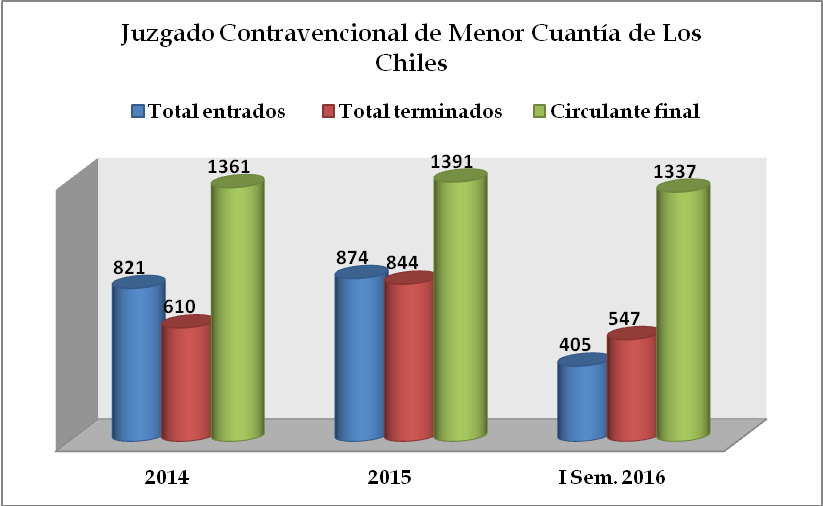 Juzgado Contravencional de Menor Cuantía de Los
Chiles
Total entrados Total terminados Circulante final
821 610 1361
874 844 1391
405 547 1337
2014 2015 I Sem. 2016